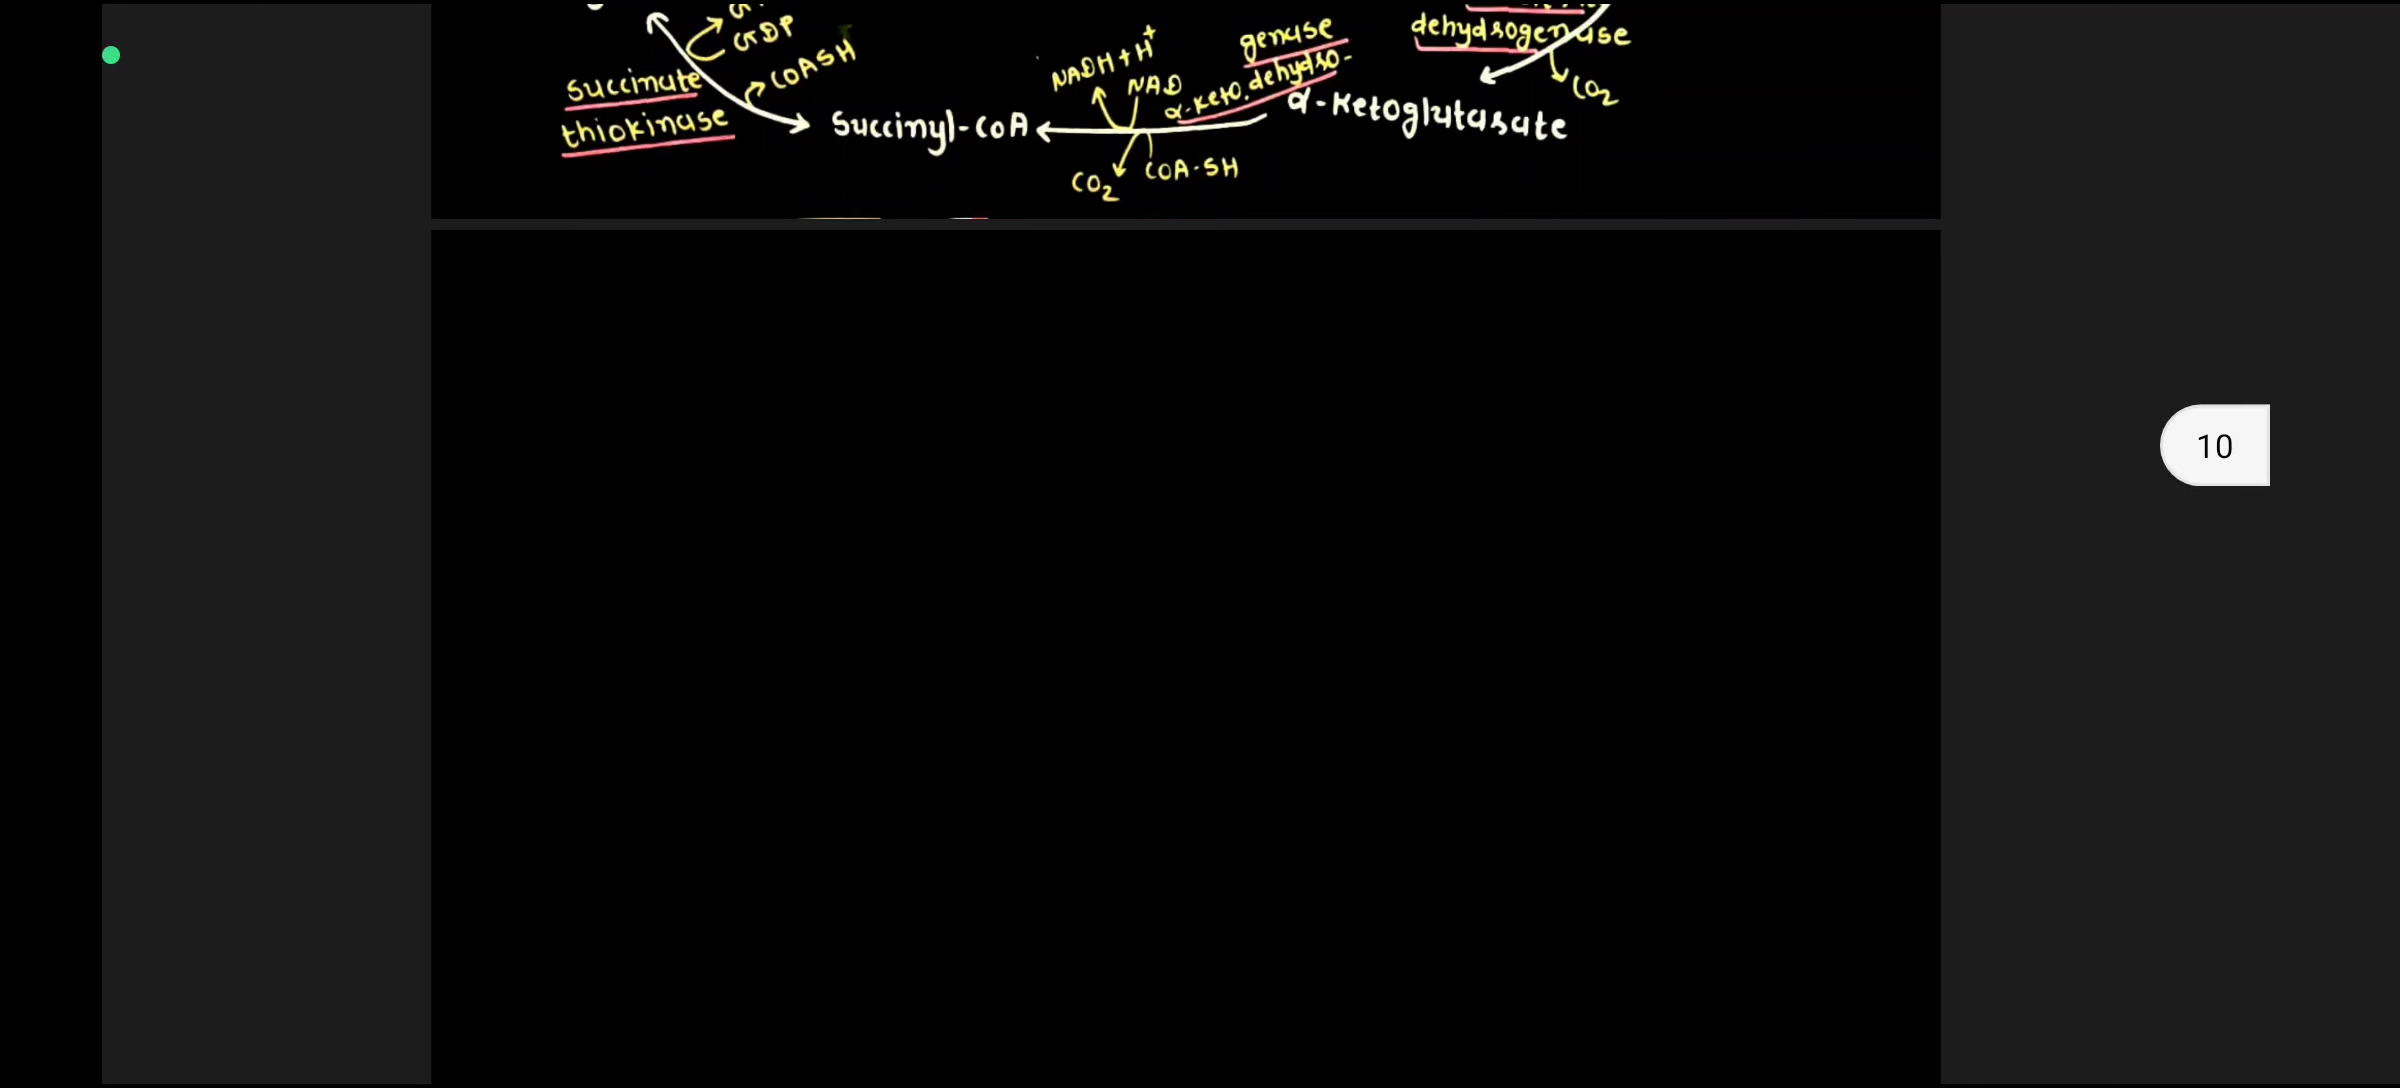 GDP
COASH
succinate
thiokinase
Succinyl-CoA
NADH+H+
NAD
genase
α-keto.dehydro-
CO2
COA-SH
dehydrogenase
CO2
α-Ketoglutarate
10